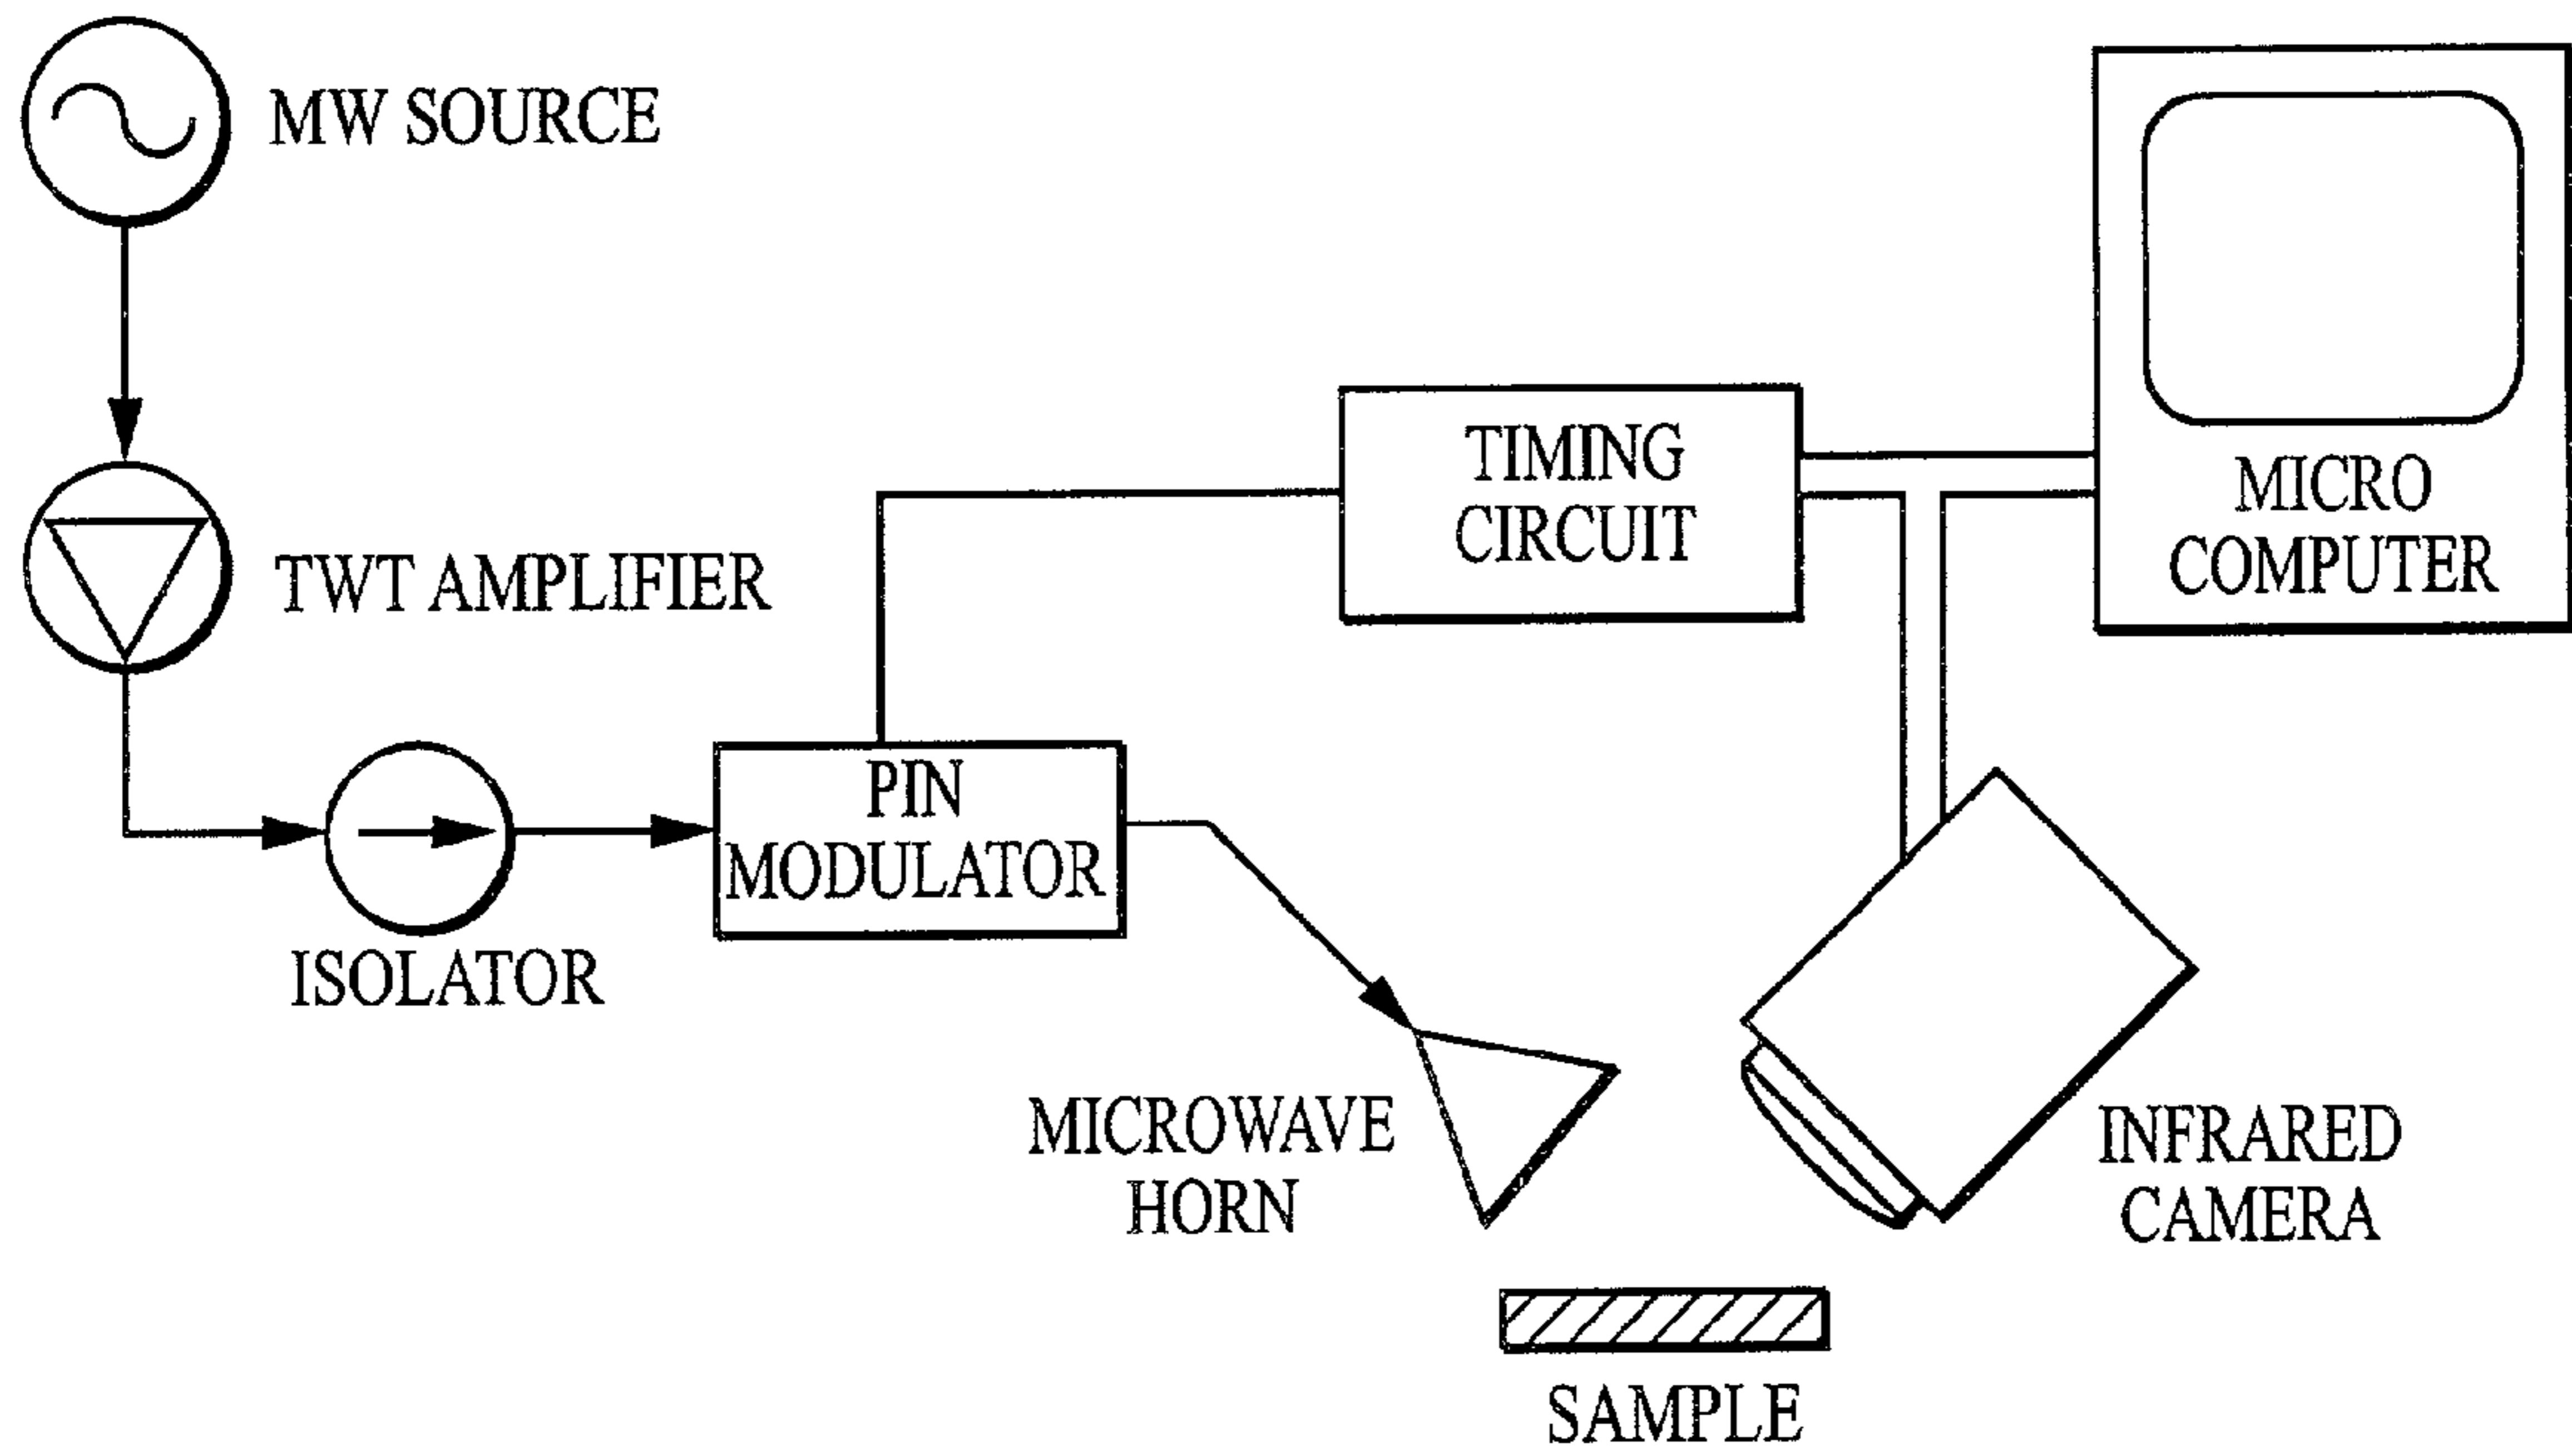 MW SOURCE
TWT AMPLIFIER
ISOLATOR
PIN
MODULATOR
TIMING
CIRCUIT
MICRO
COMPUTER
MICROWAVE
HORN
INFRARED
CAMERA
SAMPLE